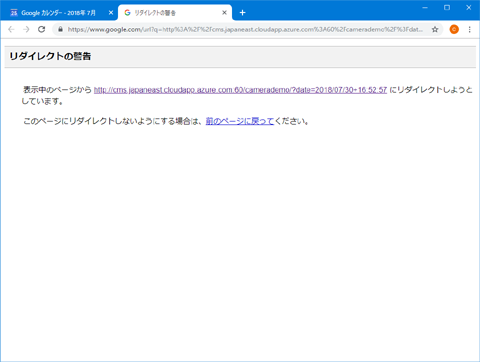 Google カレンダー - 2018年 7月
リダイレクトの警告
https://www.google.com/url?q=http%3A%2F%2Fcms.japaneast.cloudapp.azure.com%3A60%2Fcamerademo%2F%3Fdat...
リダイレクトの警告
表示中のページから http://cms.japaneast.cloudapp.azure.com:60/camerademo/?date=2018/07/30=16:52:57 にリダイレクトしようと
しています。
このページにリダイレクトしないようにする場合は、前のページに戻ってください。